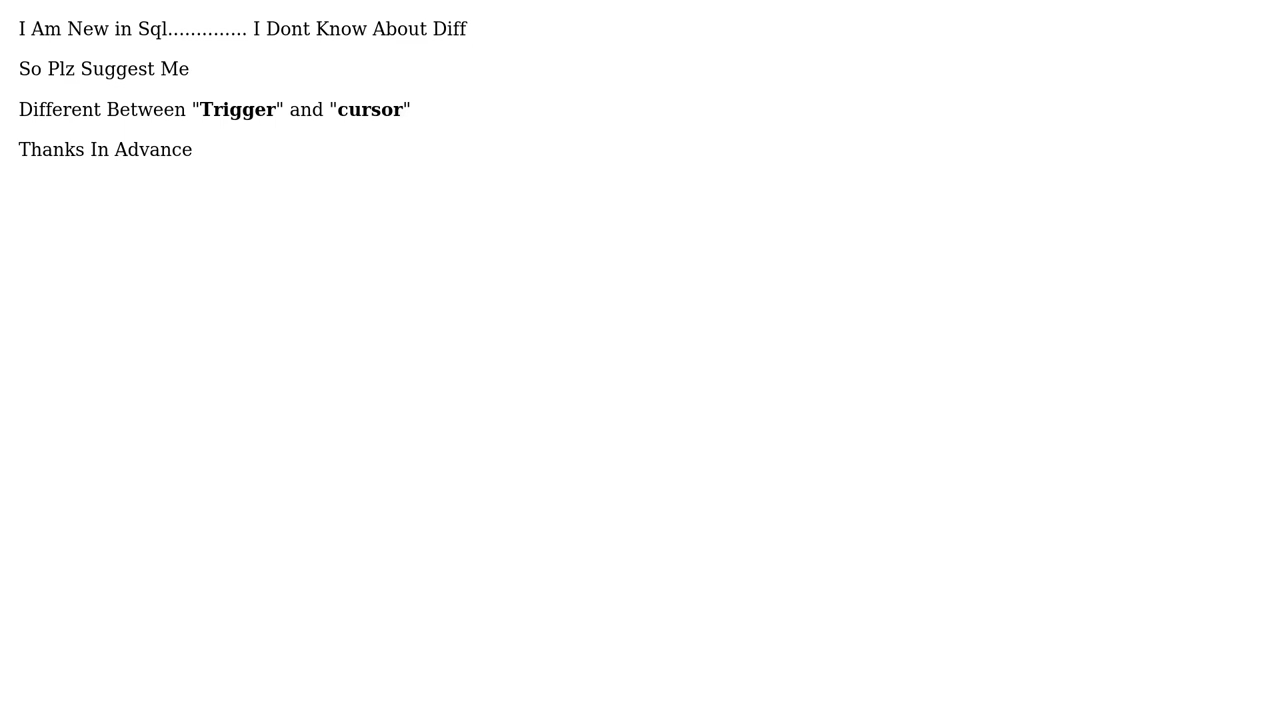 I Am New in Sql.............. I Dont Know About Diff
So Plz Suggest Me
Different Between "Trigger" and "cursor"
Thanks In Advance